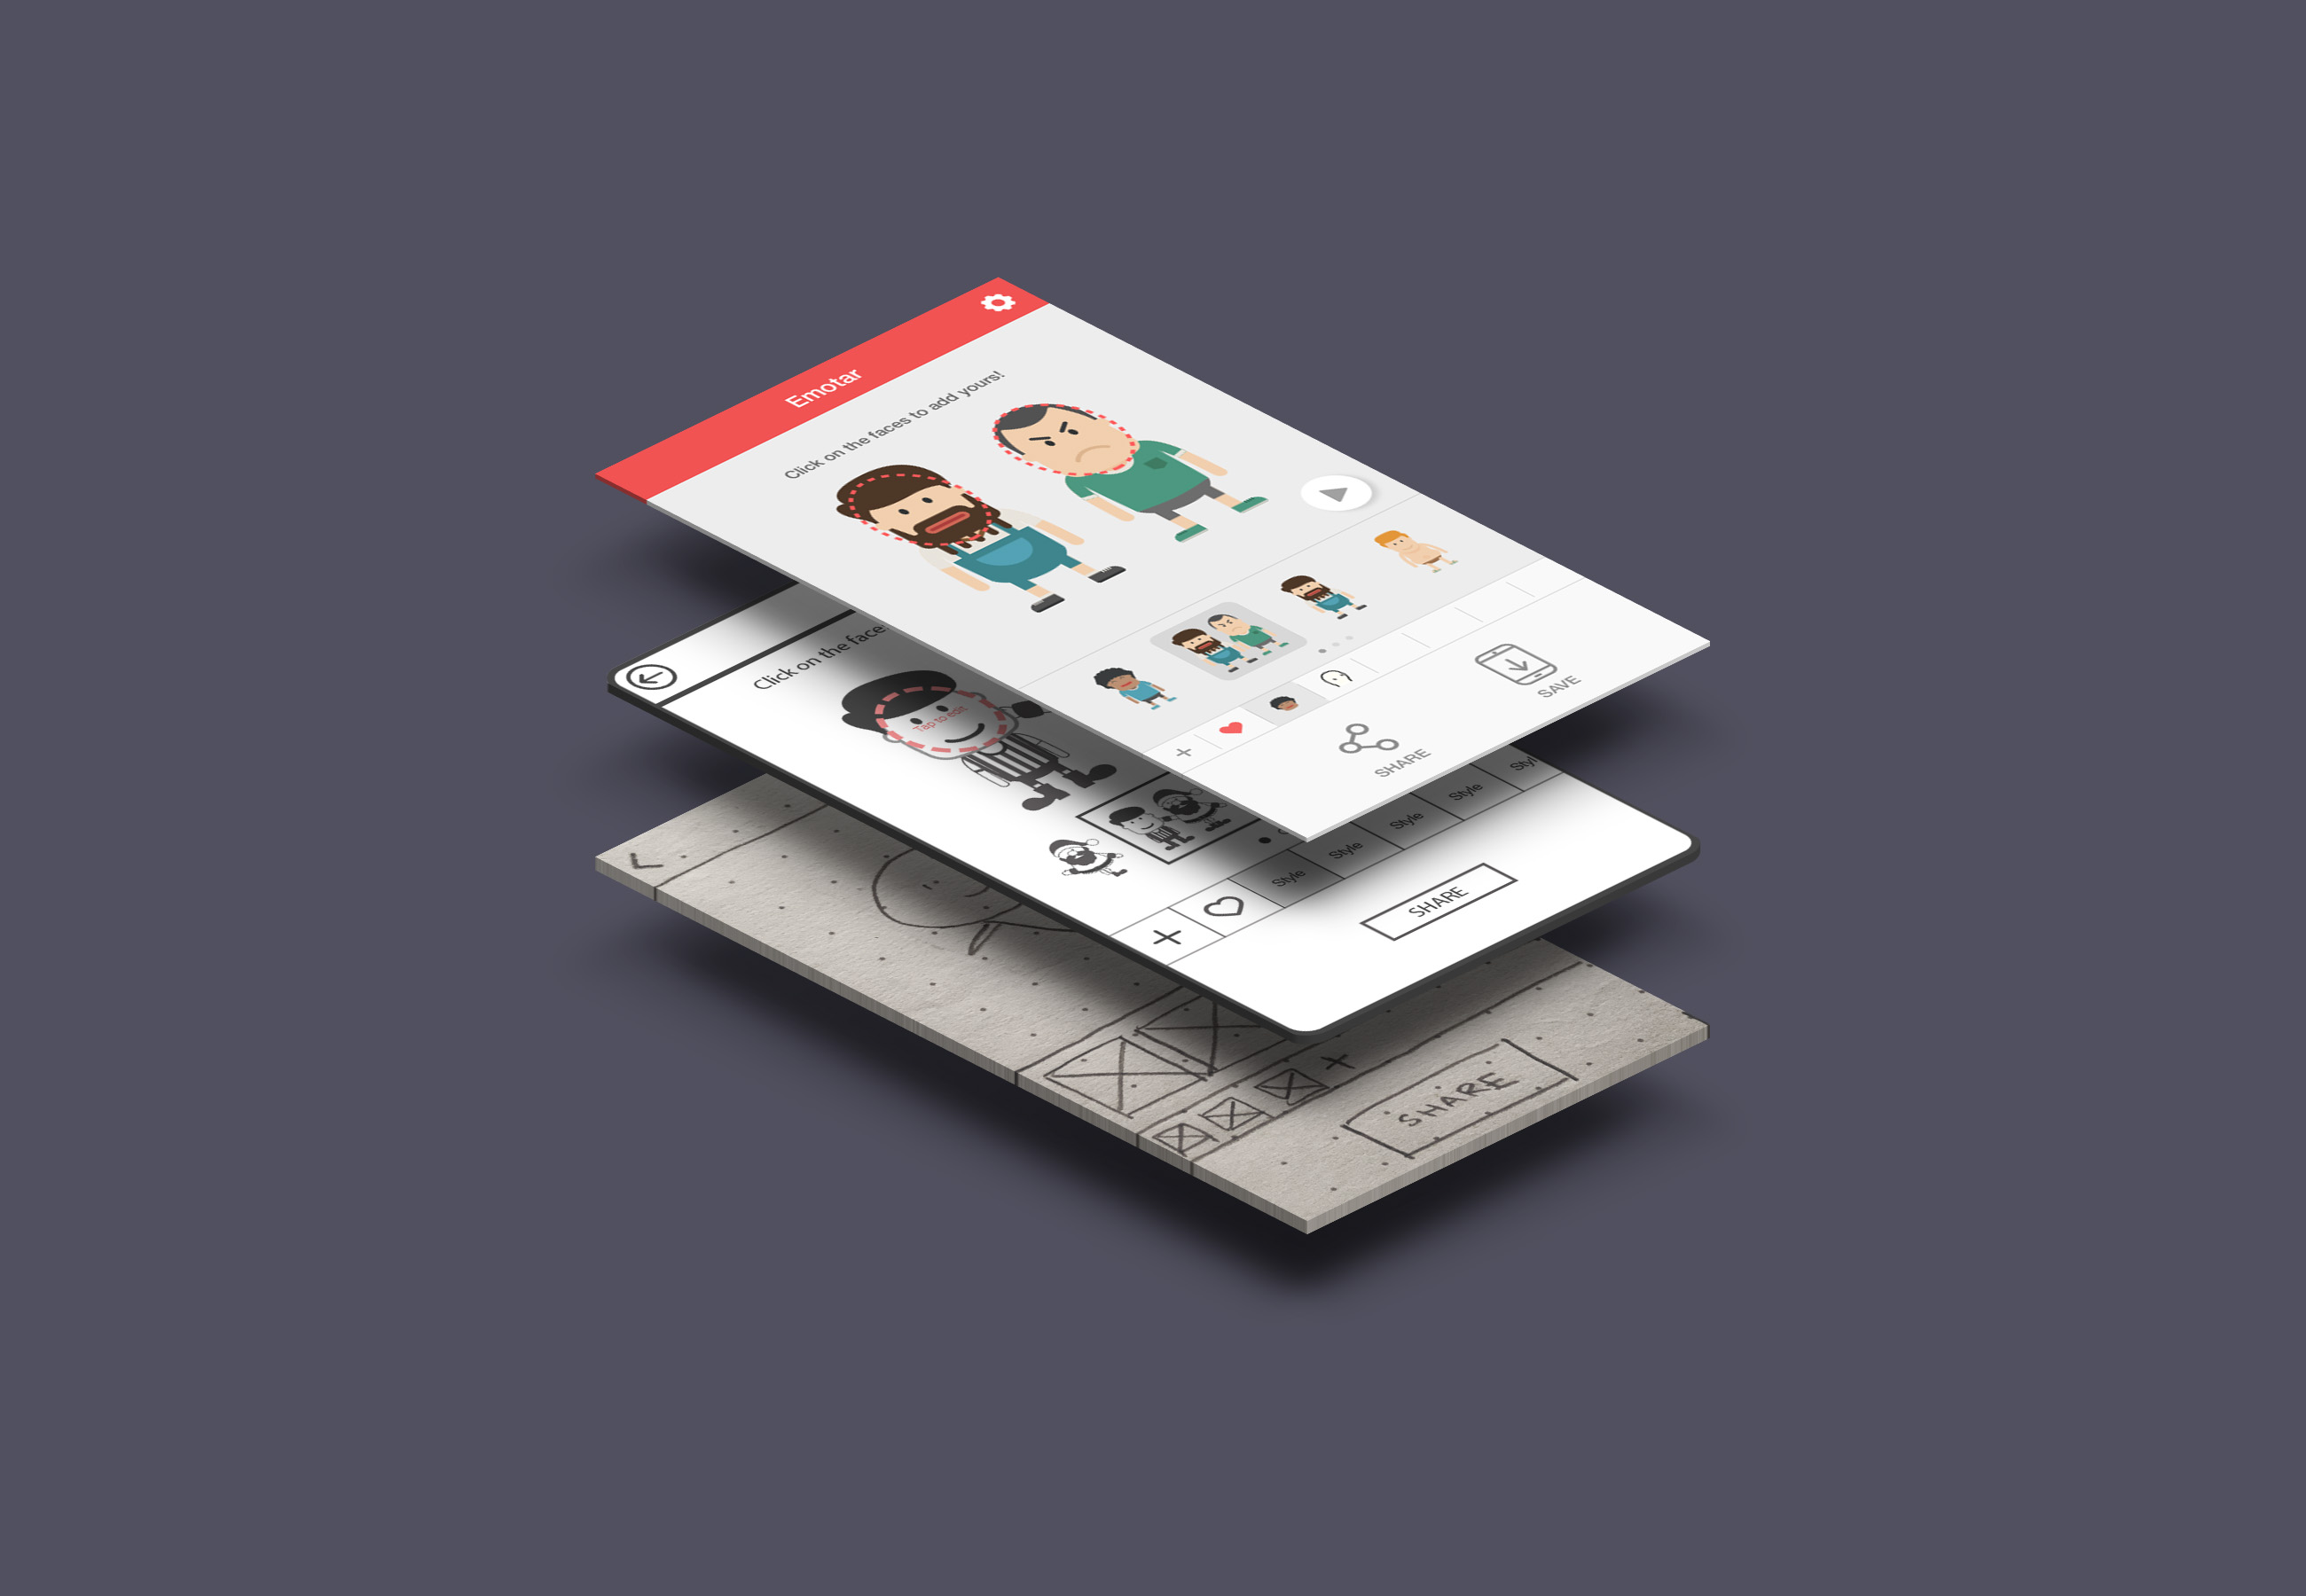 Emotar
Click on the faces to add yours!
SHARE
SAVE
Click on the face
Tap to edit
Style
Style
Style
Style
SHARE
SHARE